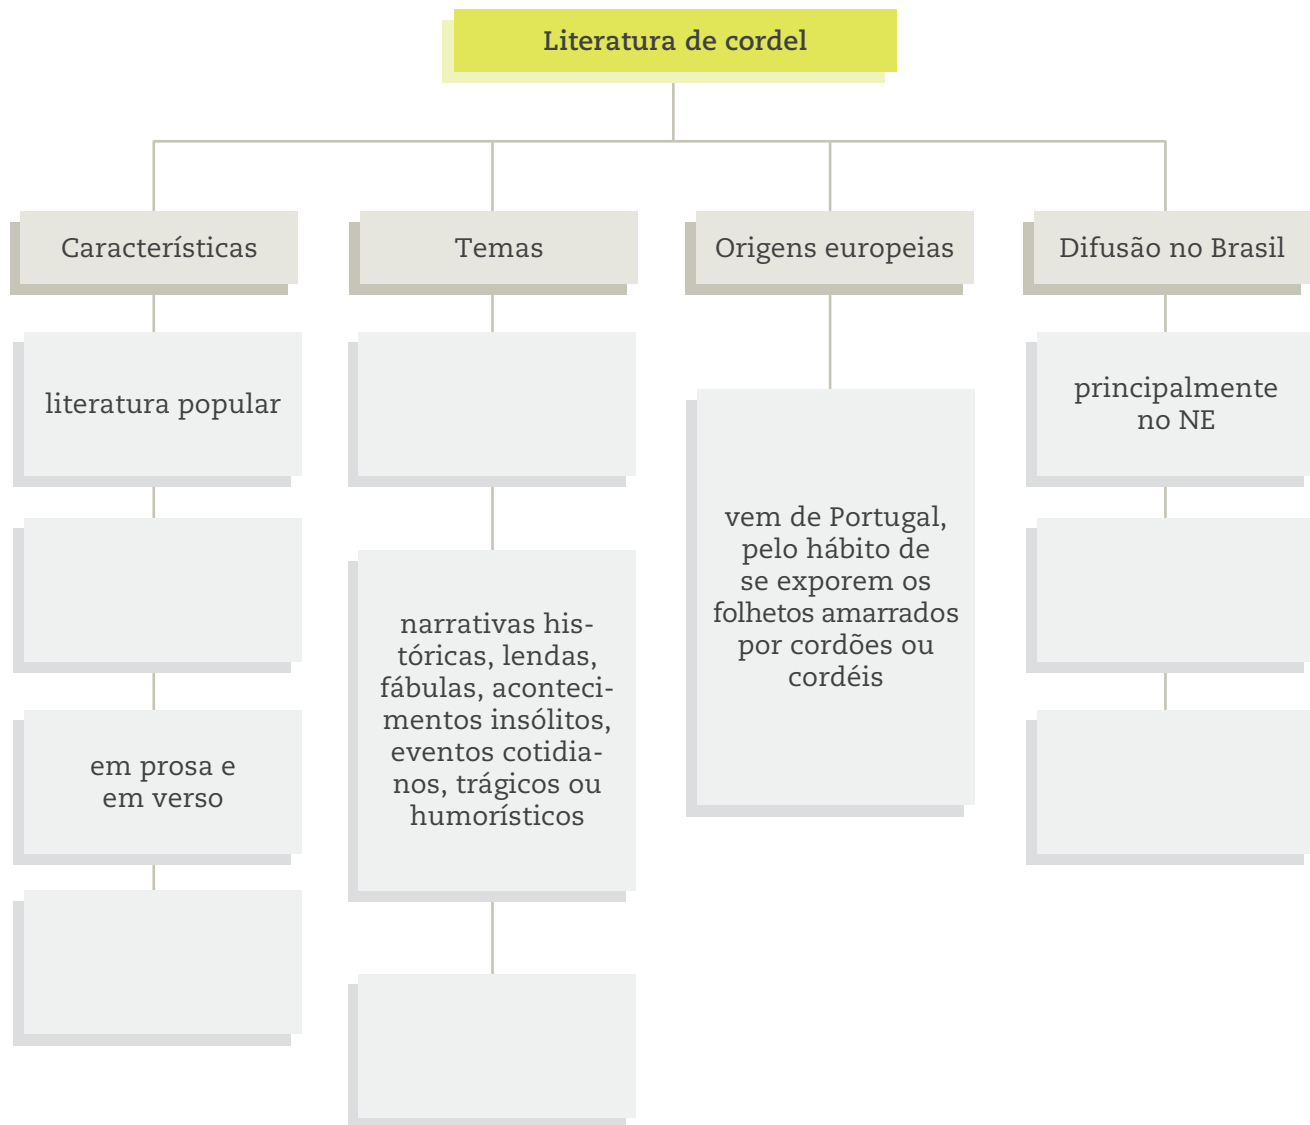 Literatura de cordel
Características
literatura popular
em prosa e
em verso
Temas
narrativas his-
tóricas, lendas,
fábulas, aconteci-
mentos insólitos,
eventos cotidia-
nos, trágicos ou
humorísticos
Origens europeias
vem de Portugal,
pelo hábito de
se exporem os
folhetos amarrados
por cordões ou
cordéis
Difusão no Brasil
principalmente
no NE